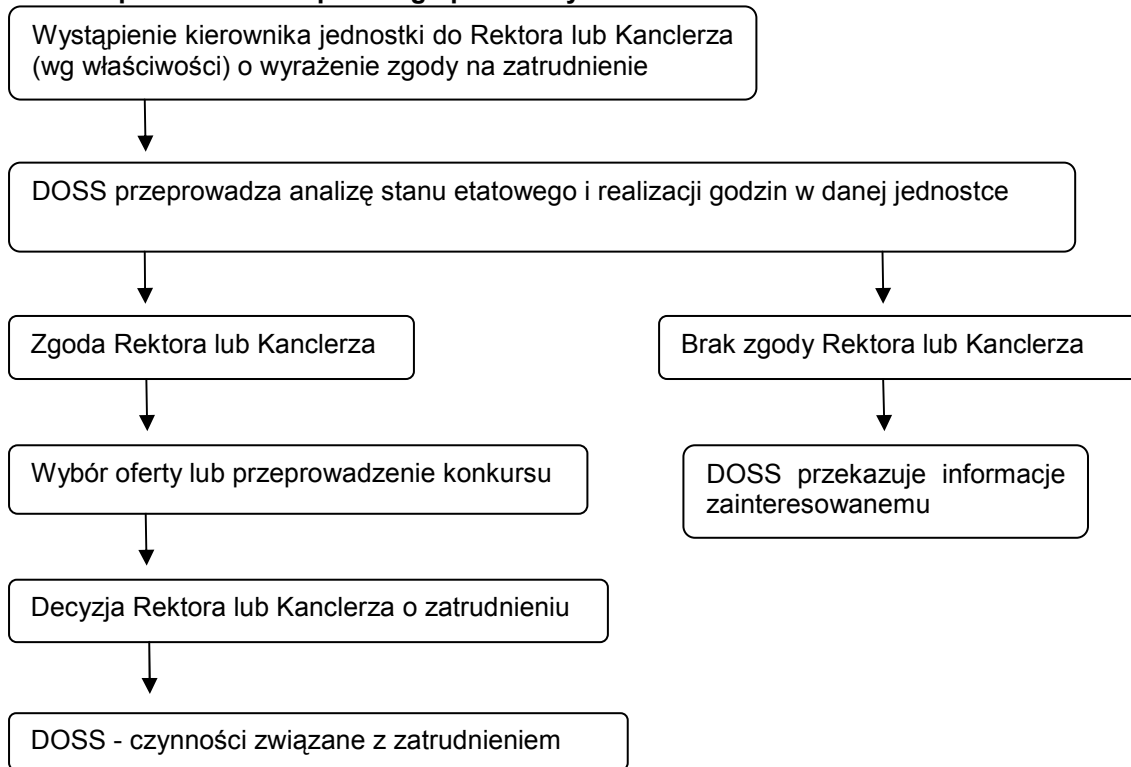 Wystąpienie kierownika jednostki do Rektora lub Kanclerza
(wg właściwości) o wyrażenie zgody na zatrudnienie
DOSS przeprowadza analizę stanu etatowego i realizacji godzin w danej jednostce
Zgoda Rektora lub Kanclerza
Brak zgody Rektora lub Kanclerza
Wybór oferty lub przeprowadzenie konkursu
DOSS przekazuje informacje
zainteresowanemu
Decyzja Rektora lub Kanclerza o zatrudnieniu
DOSS - czynności związane z zatrudnieniem